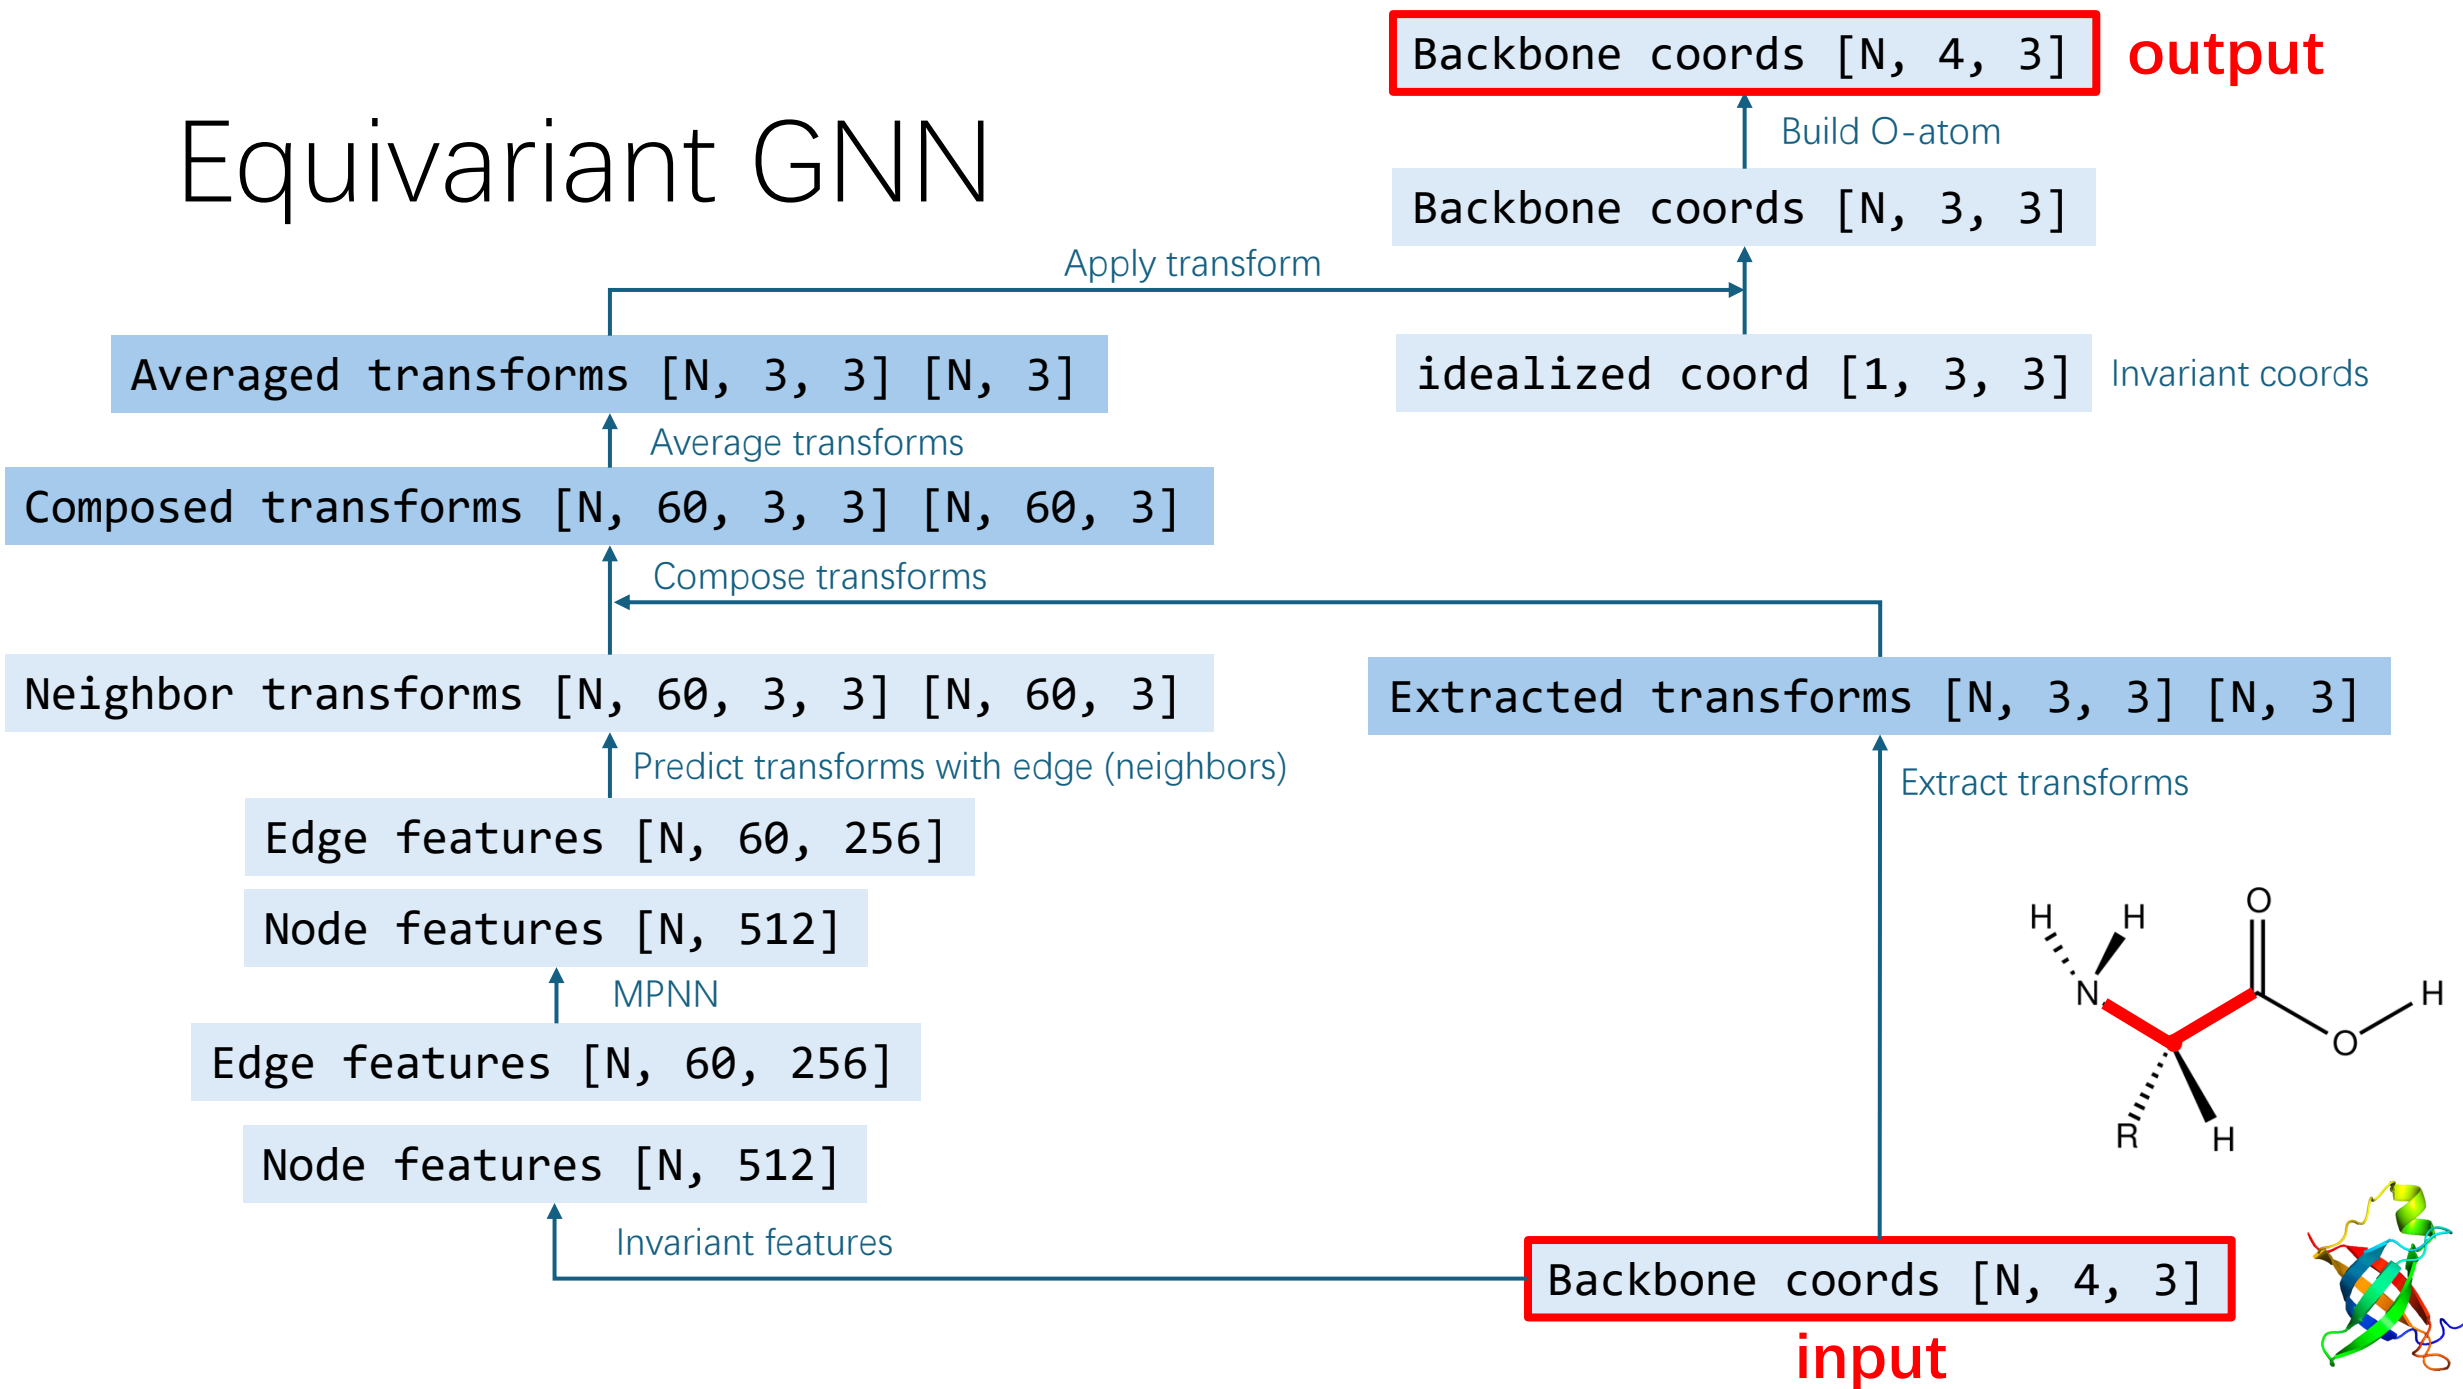 Backbone coords [N, 4, 3]
output
Build O-atom
Equivariant GNN
Backbone coords [N, 3, 3]
Apply transform
Averaged transforms [N, 3, 3] [N, 3]
idealized coord [1, 3, 3]
Invariant coords
Average transforms
Composed transforms [N, 60, 3, 3] [N, 60, 3]
Compose transforms
Neighbor transforms [N, 60, 3, 3] [N, 60, 3]
Extracted transforms [N, 3, 3] [N, 3]
Predict transforms with edge (neighbors)
Extract transforms
Edge features [N, 60, 256]
Node features [N, 512]
MPNN
Edge features [N, 60, 256]
Node features [N, 512]
Invariant features
O
H
H
N
H
O
R
H
Backbone coords [N, 4, 3]
input